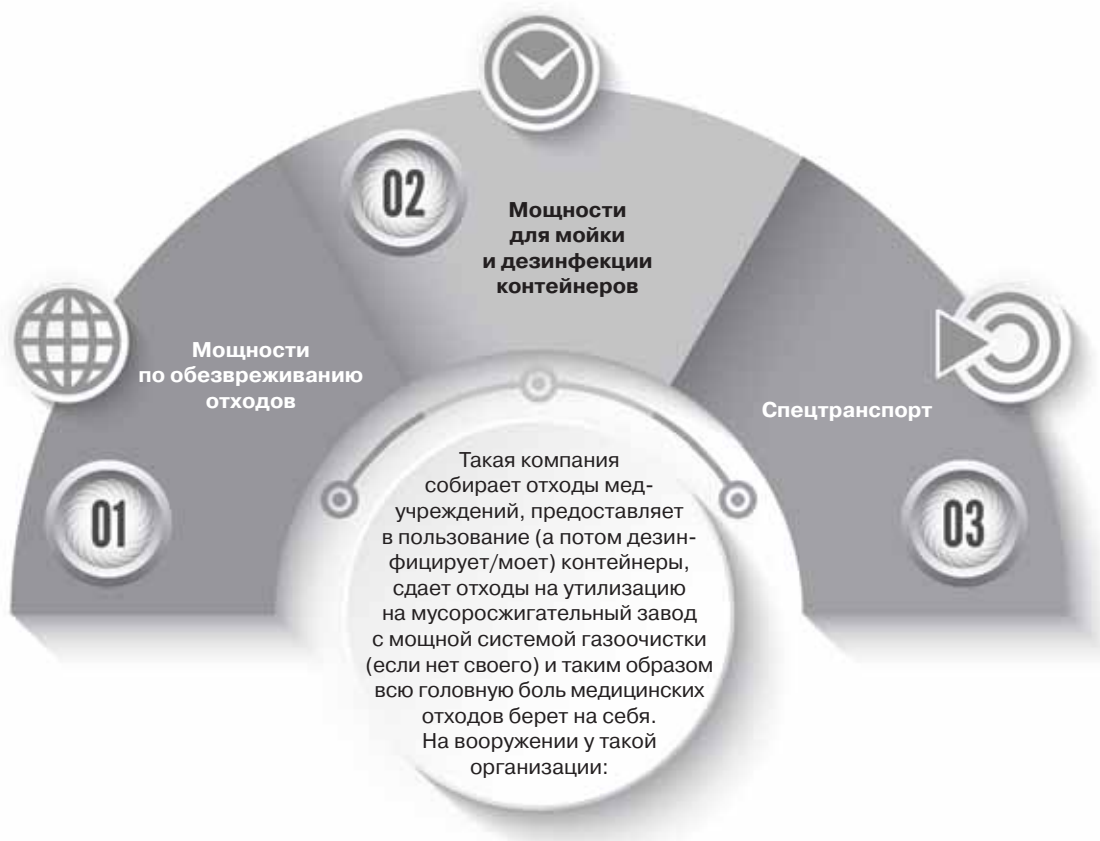 Такая компания
собирает отходы мед-
учреждений, предоставляет
в пользование (а потом дезин-
фицирует/моет) контейнеры,
сдает отходы на утилизацию
на мусоросжигательный завод
с мощной системой газоочистки
(если нет своего) и таким образом
всю головную боль медицинских
отходов берет на себя.
На вооружении у такой
организации:
01
Мощности
по обезвреживанию
отходов
02
Мощности
для мойки
и дезинфекции
контейнеров
03
Спецтранспорт